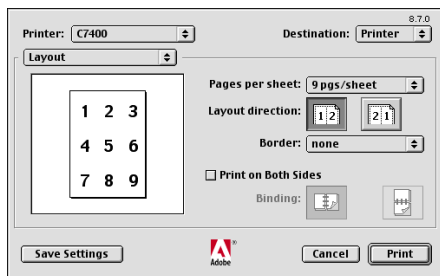 8.7.0
Printer: C7400 Destination: Printer
Layout
Pages per sheet: 9 pgs/sheet
1 2 3
Layout direction: 1 2 2 1
4 5 6
Border: none
7 8 9
Print on Both Sides
Binding:
Save Settings Adobe® Cancel Print